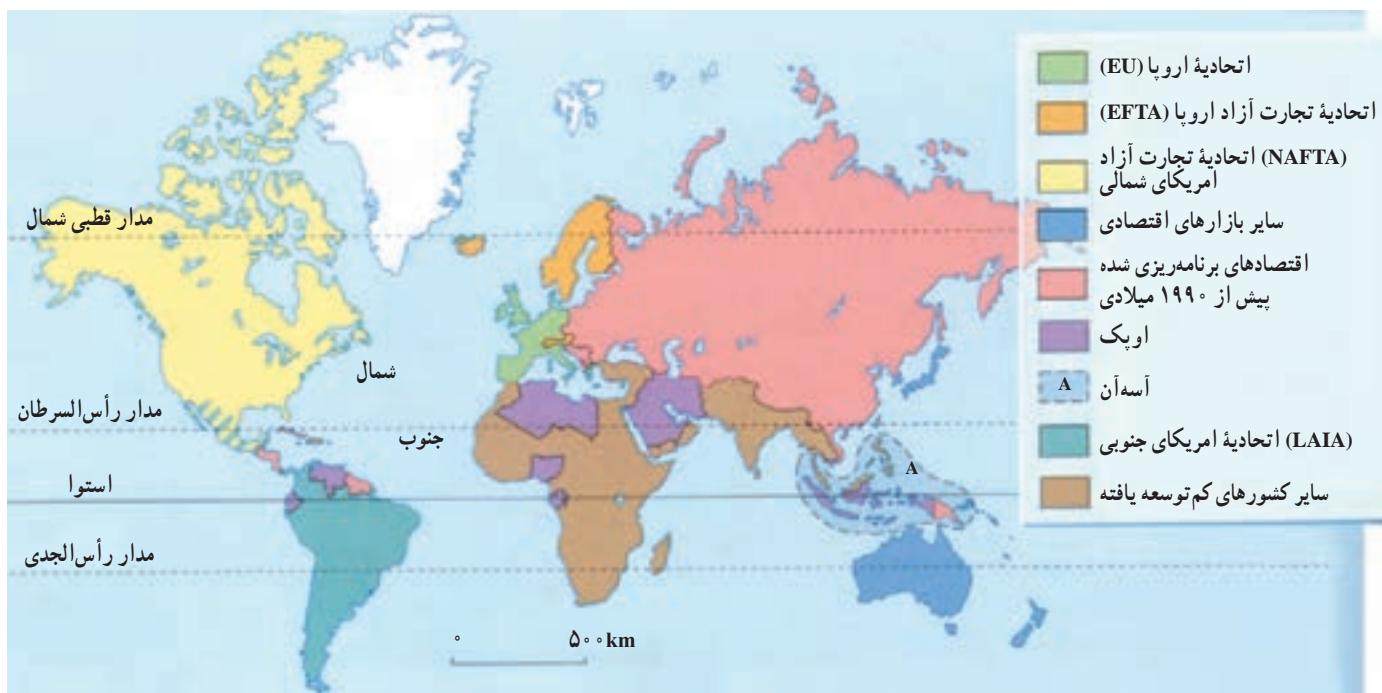 اتحادیهٔ اروپا (EU)
اتحادیهٔ تجارت آزاد اروپا (EFTA)
(NAFTA) اتحادیهٔ تجارت آزاد
امریکای شمالی
سایر بازارهای اقتصادی
اقتصادهای برنامه‌ریزی شده
پیش از ۱۹۹۰ میلادی
اوپک
A
آسه‌آن
(LAIA) اتحادیهٔ امریکای جنوبی
سایر کشورهای کم‌توسعه یافته
مدار قطبی شمال
شمال
مدار رأس‌السرطان
جنوب
A
استوا
مدار رأس‌الجدی
۰ ۵۰۰km